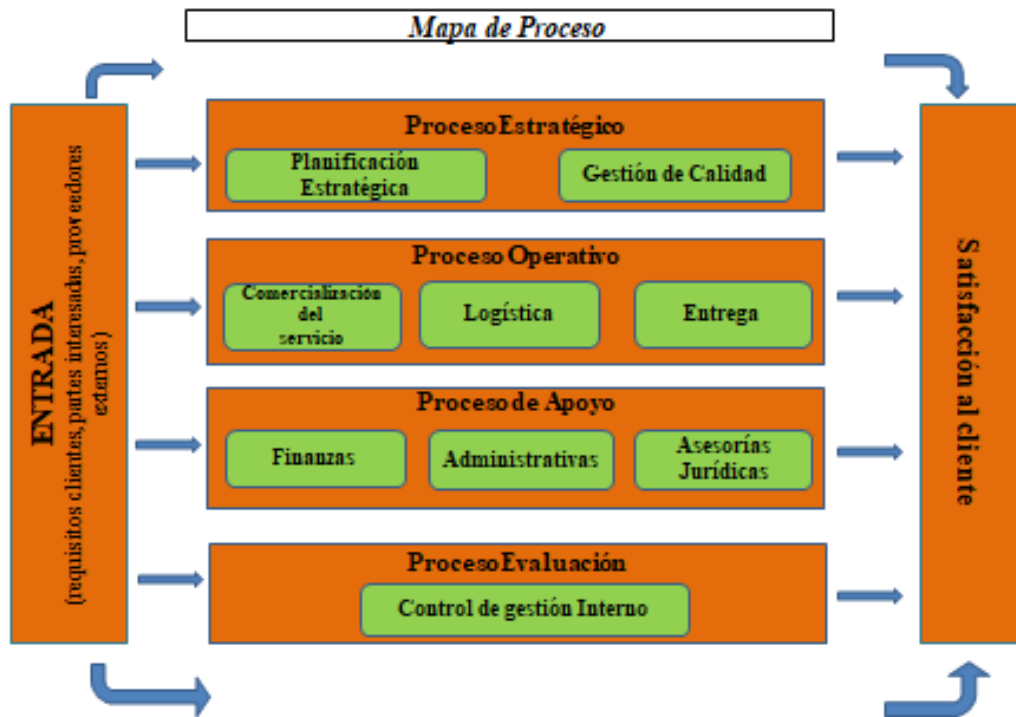 Mapa de Proceso
ENTRADA
(requisitos clientes, partes interesadas, proveedores
externos)
Proceso Estratégico
Planificación
Estratégica
Gestión de Calidad
Proceso Operativo
Comercialización
del
servicio
Logística
Entrega
Proceso de Apoyo
Finanzas
Administrativas
Asesorías
Jurídicas
Proceso Evaluación
Control de gestión Interno
Satisfacción al cliente